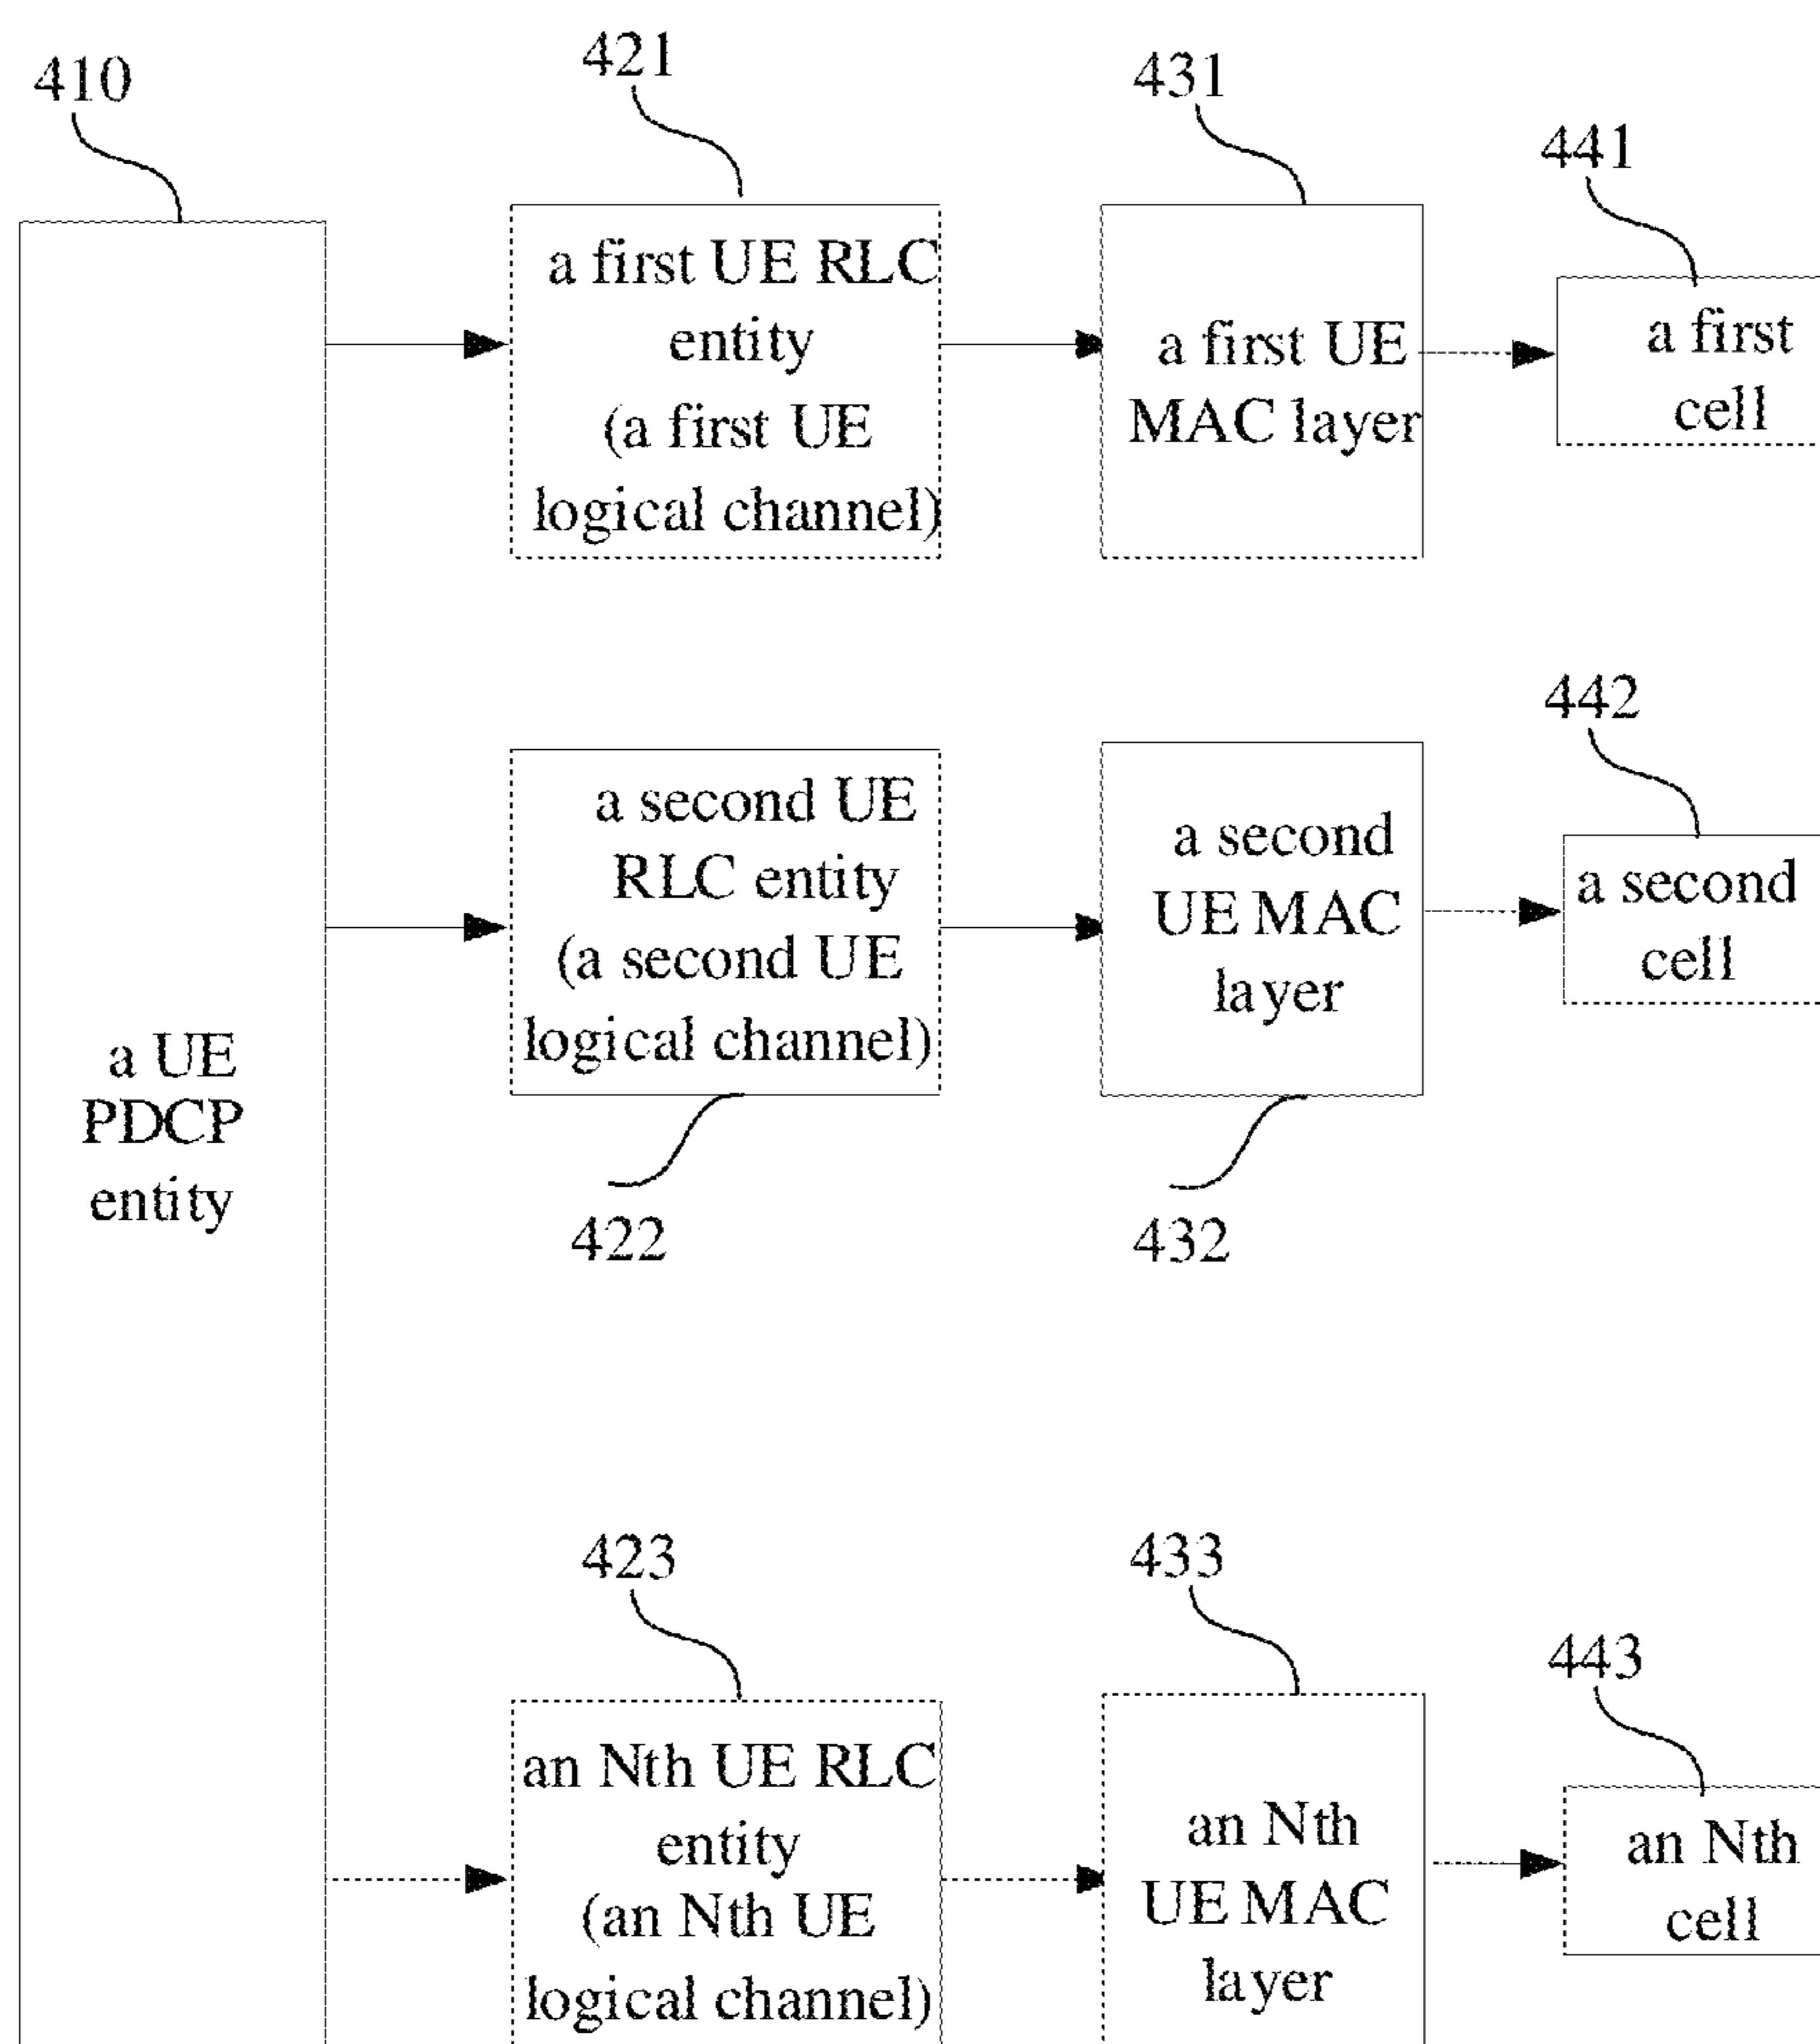 410
421
431
441
a first UE RLC
entity
(a first UE
logical channel)
a first UE
MAC layer
a first
cell
442
a second UE
RLC entity
(a second UE
logical channel)
a second
UE MAC
layer
a second
cell
a UE
PDCP
entity
422
432
423
433
443
an Nth UE RLC
entity
(an Nth UE
logical channel)
an Nth
UE MAC
layer
an Nth
cell